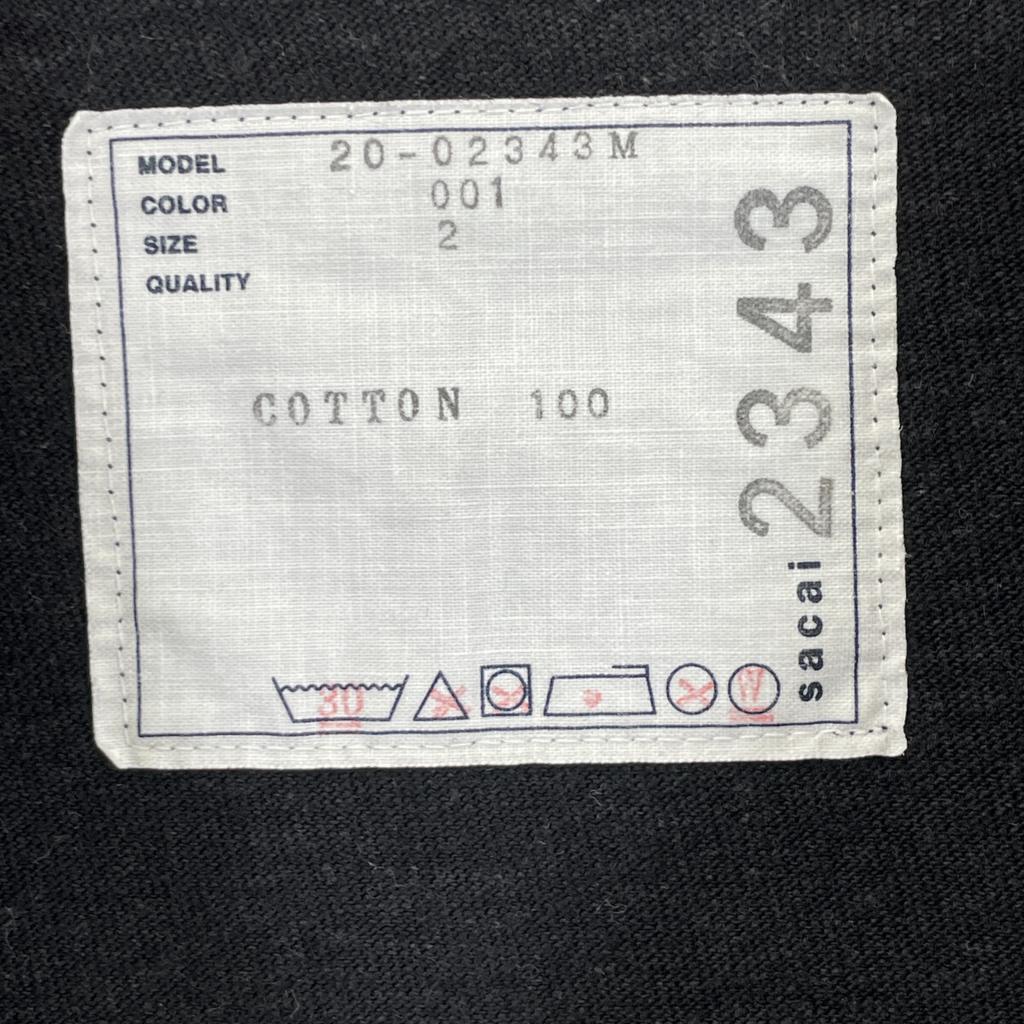 MODEL 20-02343M
COLOR 001
SIZE 2
QUALITY
COTTON 100
sacai 2343
30
W